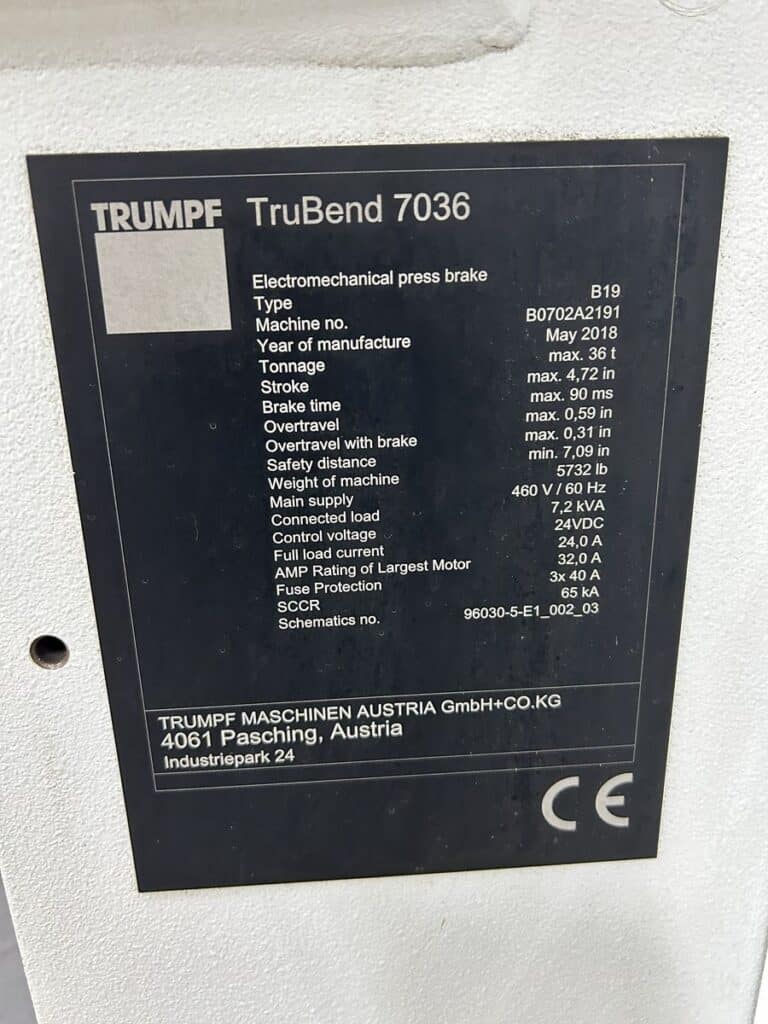 TRUMPF TruBend 7036
Electromechanical press brake
Type B19
Machine no. B0702A2191
Year of manufacture May 2018
Tonnage max. 36 t
Stroke max. 4,72 in
Brake time max. 90 ms
Overtravel max. 0,59 in
Overtravel with brake max. 0,31 in
Safety distance min. 7,09 in
Weight of machine 5732 lb
Main supply 460 V / 60 Hz
Connected load 7,2 kVA
Control voltage 24VDC
Full load current 24,0 A
AMP Rating of Largest Motor 32,0 A
Fuse Protection 3x 40 A
SCCR 65 kA
Schematics no. 96030-5-E1_002_03
TRUMPF MASCHINEN AUSTRIA GmbH+CO.KG
4061 Pasching, Austria
Industriepark 24
CE